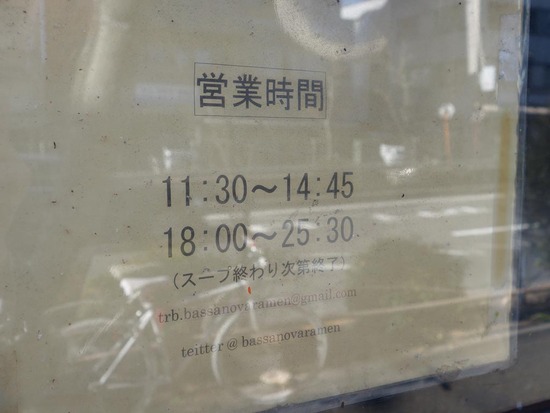 営業時間
11:30～14:45
18:00～25:30
(スープ終わり次第終了)
trb.bassanovaramen@gmail.com
teitter@bassanovaramen